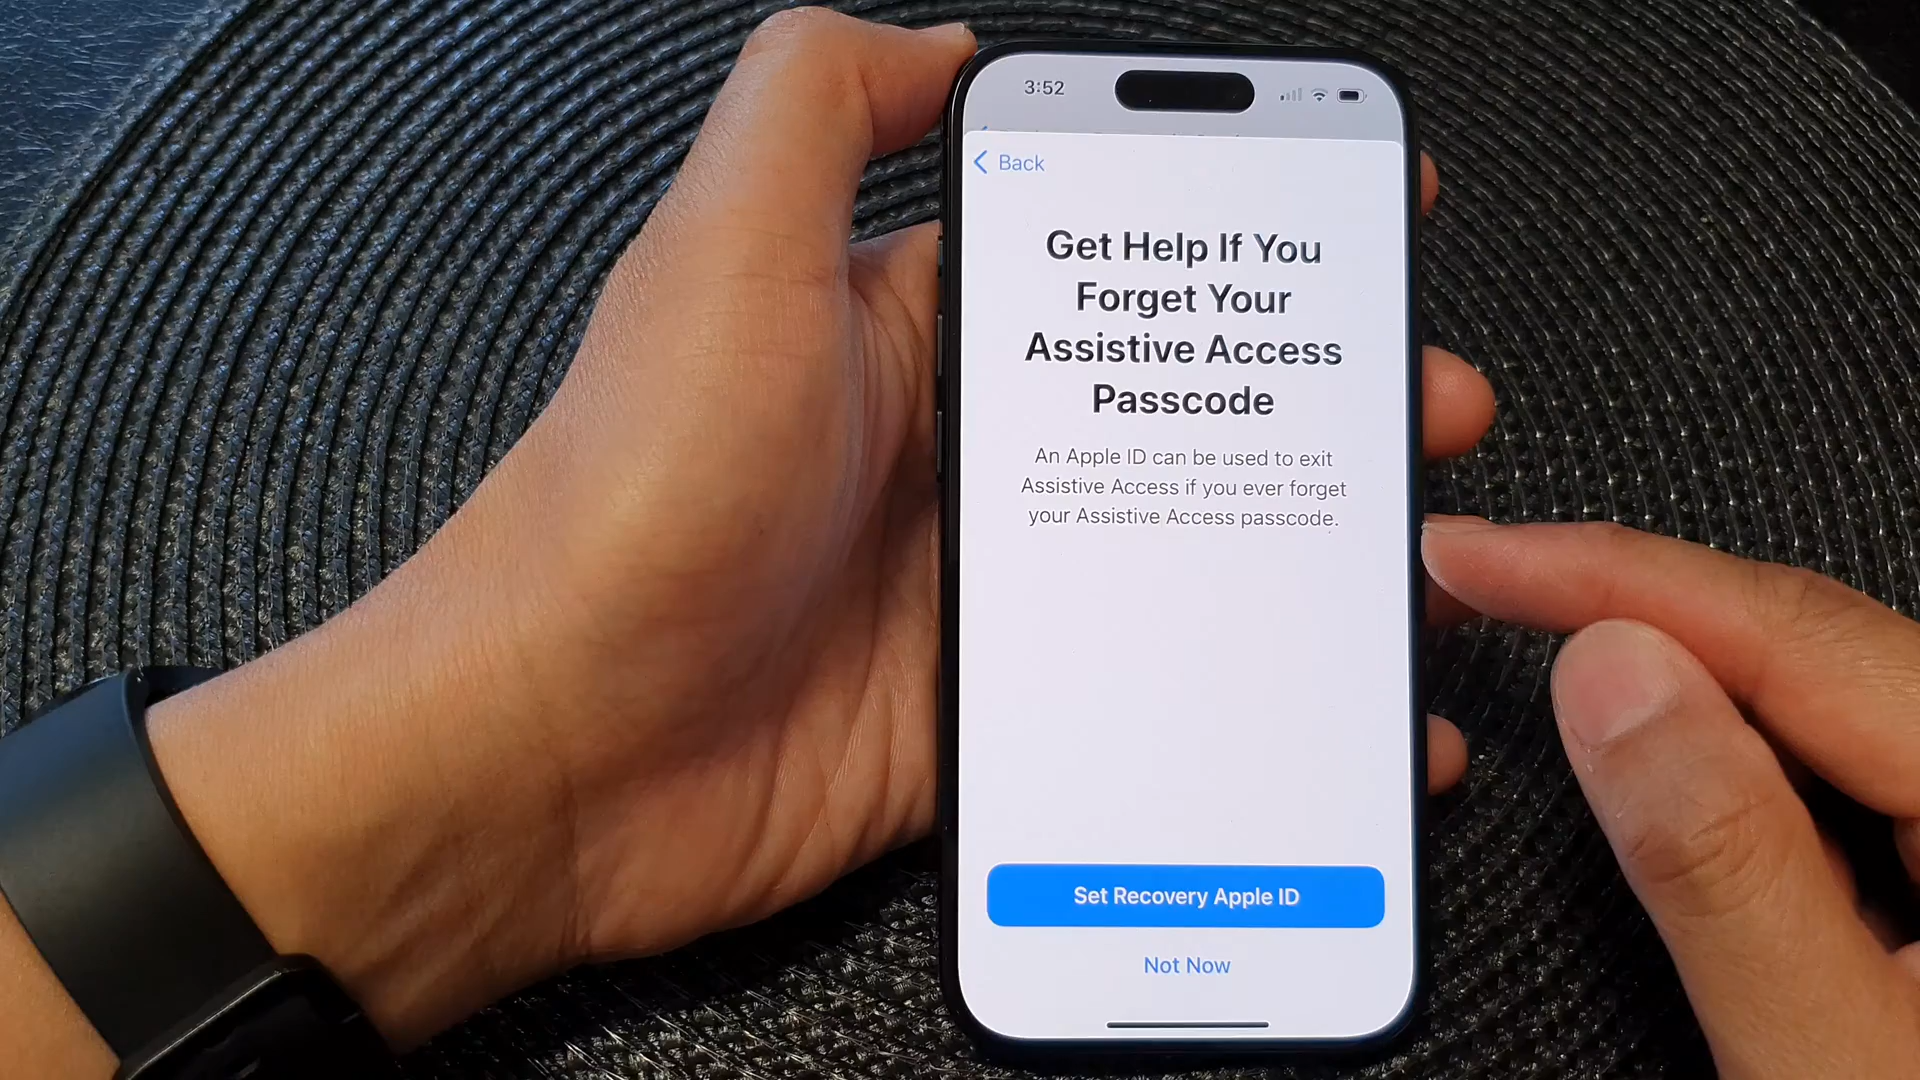 3:52
Back
Get Help If You
Forget Your
Assistive Access
Passcode
An Apple ID can be used to exit
Assistive Access if you ever forget
your Assistive Access passcode.
Set Recovery Apple ID
Not Now